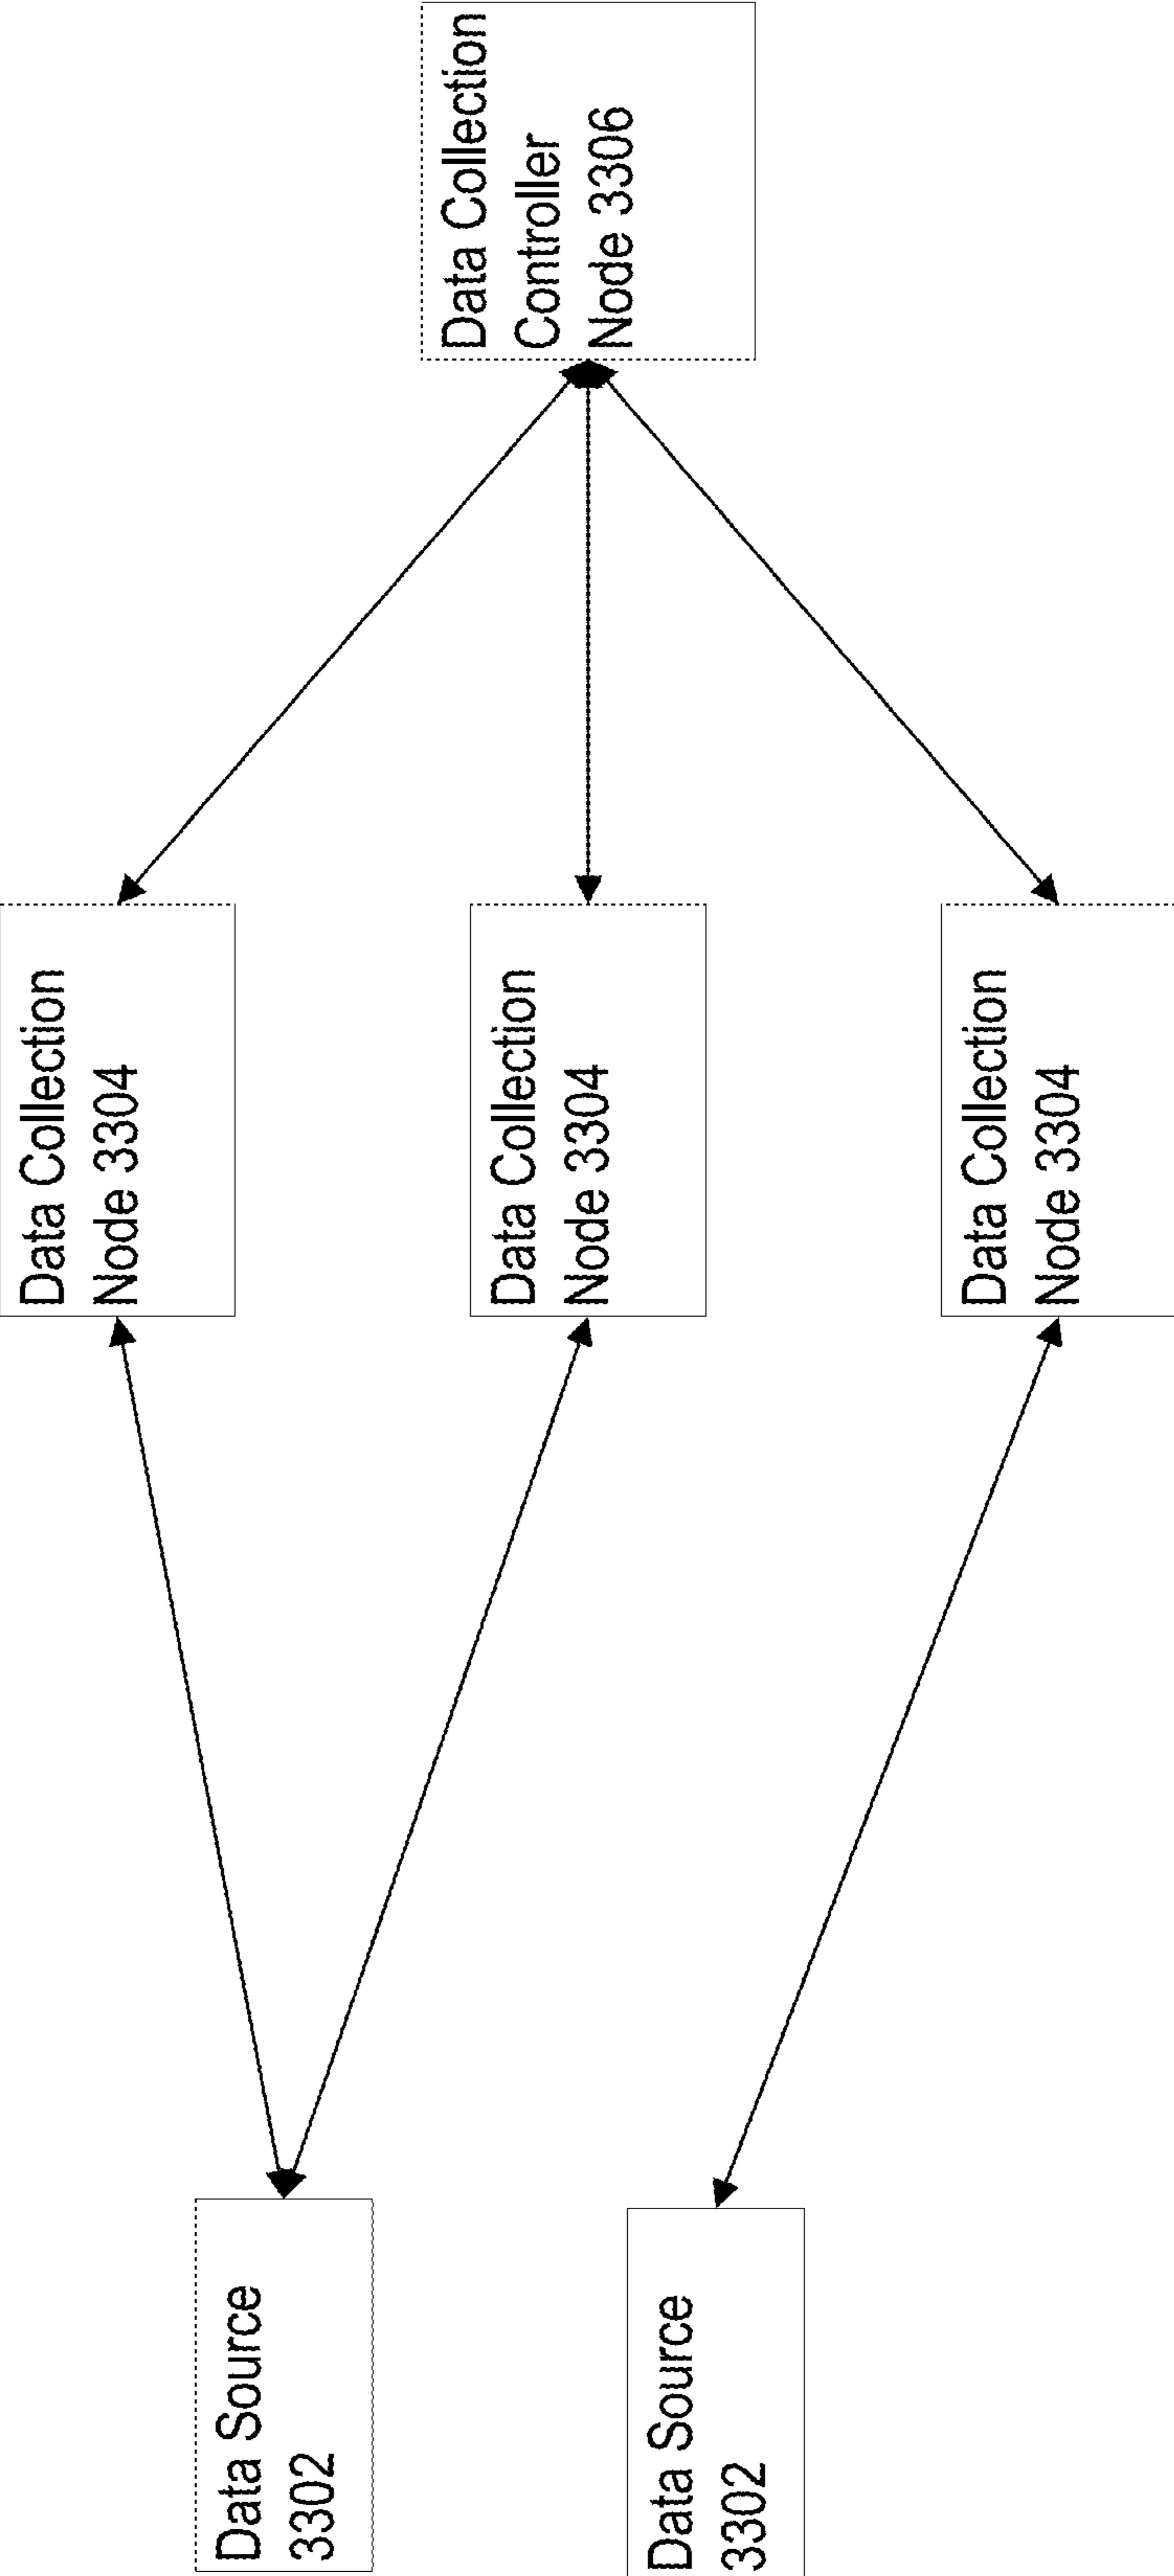 Data Source
3302
Data Source
3302
Data Collection
Node 3304
Data Collection
Node 3304
Data Collection
Node 3304
Data Collection
Controller
Node 3306